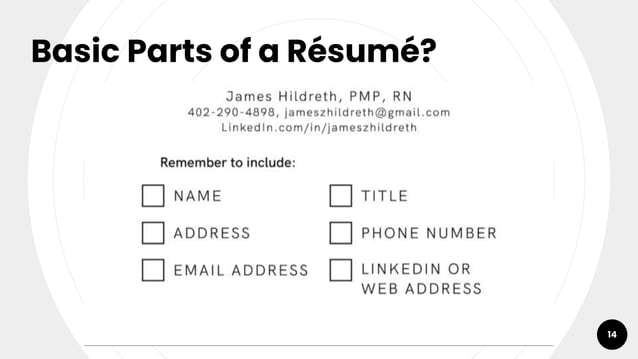 Basic Parts of a Résumé?
James Hildreth, PMP, RN
402-290-4898, jameszhildreth@gmail.com
LinkedIn.com/in/jameszhildreth
Remember to include:
NAME
TITLE
ADDRESS
PHONE NUMBER
EMAIL ADDRESS
LINKEDIN OR
WEB ADDRESS
14